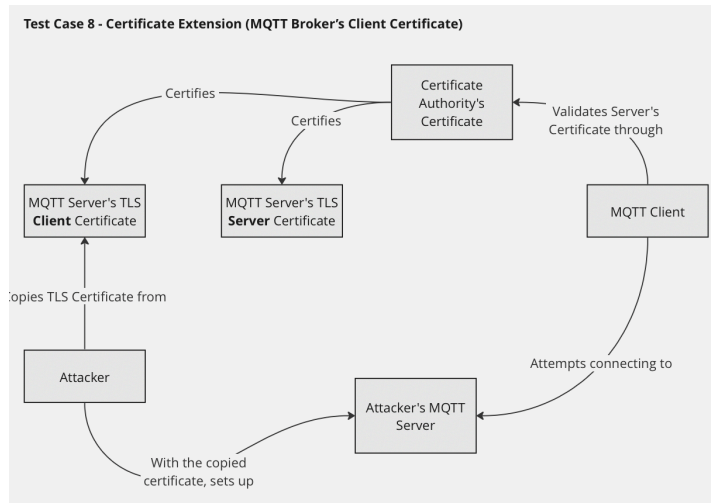 Test Case 8 - Certificate Extension (MQTT Broker's Client Certificate)
Certificate
Authority's
Certificate
Certifies
Certifies
Validates Server's
Certificate through
MQTT Server's TLS
Client Certificate
MQTT Server's TLS
Server Certificate
MQTT Client
opies TLS Certificate from
Attacker
Attempts connecting to
Attacker's MQTT
Server
With the copied
certificate, sets up